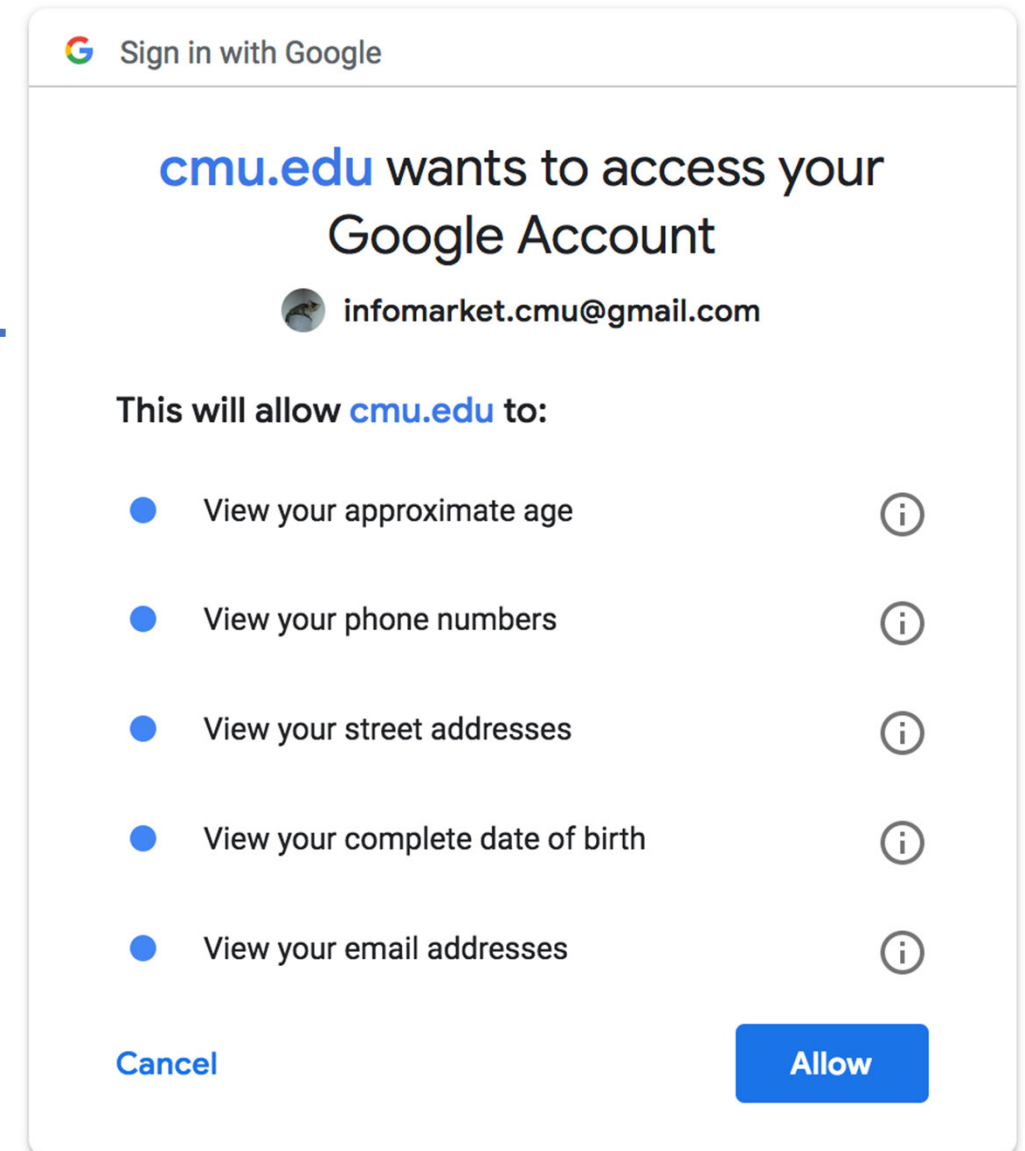 Sign in with Google
cmu.edu wants to access your
Google Account
infomarket.cmu@gmail.com
This will allow cmu.edu to:
View your approximate age
View your phone numbers
View your street addresses
View your complete date of birth
View your email addresses
Cancel
Allow